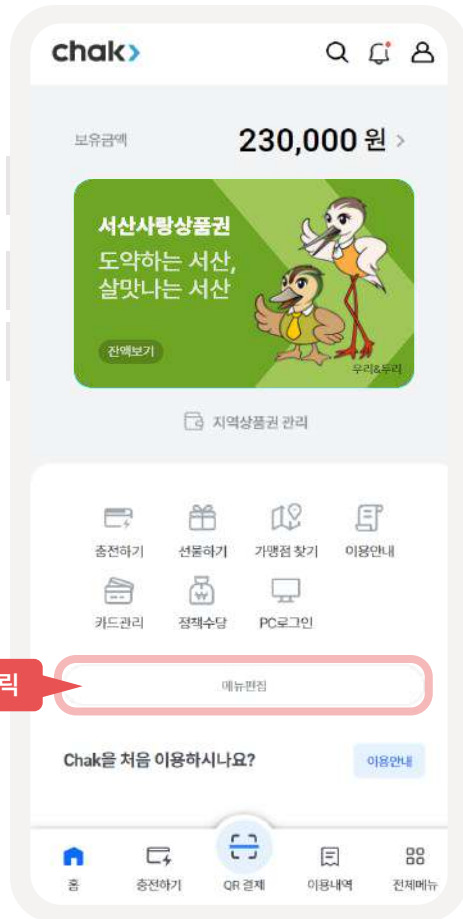 chak
보유금액 230,000 원
서산사랑상품권
도약하는 서산,
살맛나는 서산
잔액보기
우리&두리
지역상품권 관리
충전하기 선물하기 가맹점 찾기 이용안내
카드관리 정책수당 PC로그인
릭
메뉴편집
Chak을 처음 이용하시나요? 이용안내
홈 충전하기 QR 결제 이용내역 전체메뉴